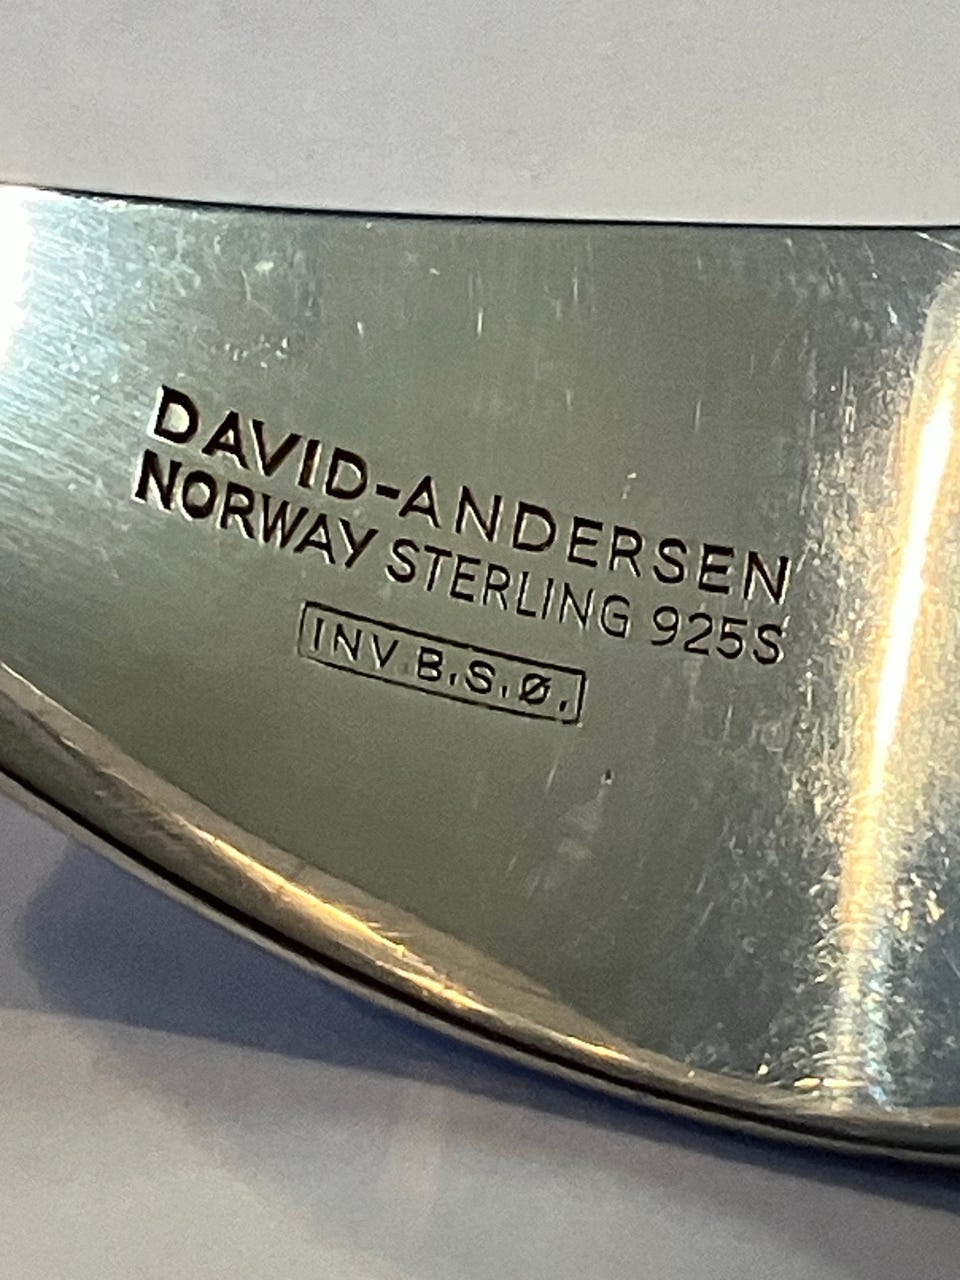 DAVID-ANDERSEN
NORWAY STERLING 925S
INV. B.S.Ø.